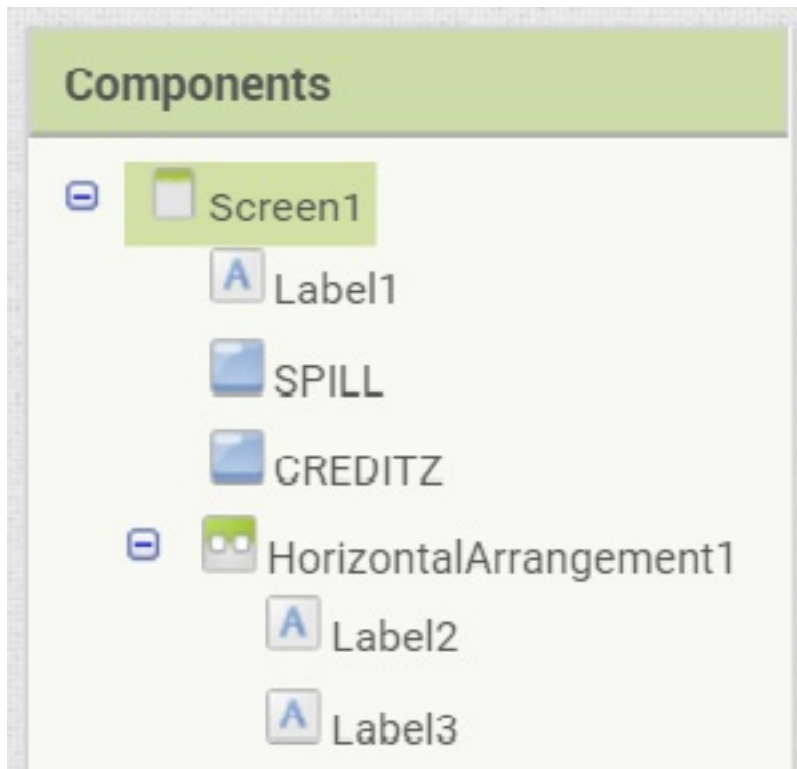 Components
Screen1
A Label1
SPILL
CREDITZ
HorizontalArrangement1
A Label2
A Label3